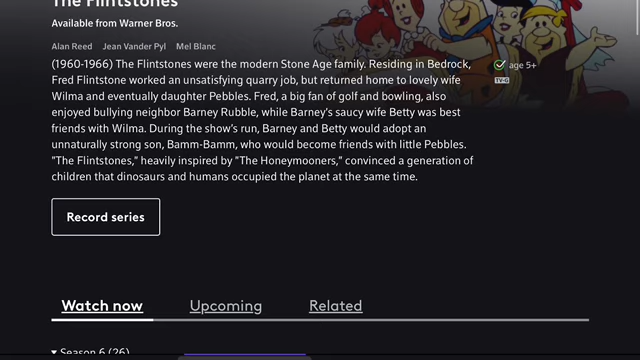 The Flintstones
Available from Warner Bros.
Alan Reed Jean Vander Pyl Mel Blanc
(1960-1966) The Flintstones were the modern Stone Age family. Residing in Bedrock,
Fred Flintstone worked an unsatisfying quarry job, but returned home to lovely wife
Wilma and eventually daughter Pebbles. Fred, a big fan of golf and bowling, also
enjoyed bullying neighbor Barney Rubble, while Barney's saucy wife Betty was best
friends with Wilma. During the show's run, Barney and Betty would adopt an
unnaturally strong son, Bamm-Bamm, who would become friends with little Pebbles.
"The Flintstones," heavily inspired by "The Honeymooners," convinced a generation of
children that dinosaurs and humans occupied the planet at the same time.
age 5+
TV-G
Record series
Watch now Upcoming Related
Season 6 (26)